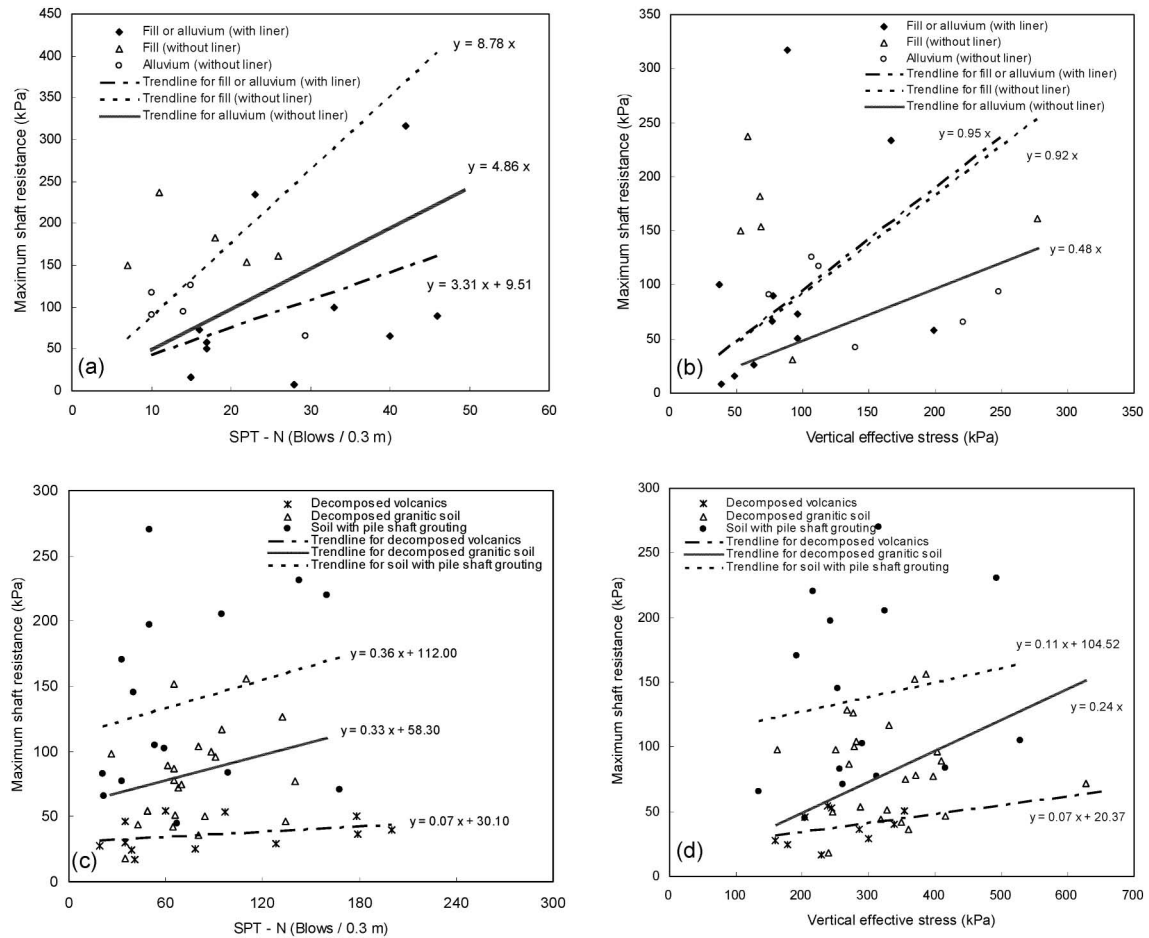 Maximum shaft resistance (kPa)
450
400
350
300
250
200
150
100
50
0
Fill or alluvium (with liner)
Fill (without liner)
Alluvium (without liner)
Trendline for fill or alluvium (with liner)
Trendline for fill (without liner)
Trendline for alluvium (without liner)
y = 8.78 x
y = 4.86 x
y = 3.31 x + 9.51
(a)
0 10 20 30 40 50 60
SPT - N (Blows / 0.3 m)
Maximum shaft resistance (kPa)
350
300
250
200
150
100
50
0
Fill or alluvium (with liner)
Fill (without liner)
Alluvium (without liner)
Trendline for fill or alluvium (with liner)
Trendline for fill (without liner)
Trendline for alluvium (without liner)
y = 0.95 x
y = 0.92 x
y = 0.48 x
(b)
0 50 100 150 200 250 300 350
Vertical effective stress (kPa)
Maximum shaft resistance (kPa)
300
250
200
150
100
50
0
Decomposed volcanics
Decomposed granitic soil
Soil with pile shaft grouting
Trendline for decomposed volcanics
Trendline for decomposed granitic soil
Trendline for soil with pile shaft grouting
y = 0.36 x + 112.00
y = 0.33 x + 58.30
y = 0.07 x + 30.10
(c)
0 60 120 180 240 300
SPT - N (Blows / 0.3 m)
Maximum shaft resistance (kPa)
300
250
200
150
100
50
0
Decomposed volcanics
Decomposed granitic soil
Soil with pile shaft grouting
Trendline for decomposed volcanics
Trendline for decomposed granitic soil
Trendline for soil with pile shaft grouting
y = 0.11 x + 104.52
y = 0.24 x
y = 0.07 x + 20.37
(d)
0 100 200 300 400 500 600 700
Vertical effective stress (kPa)